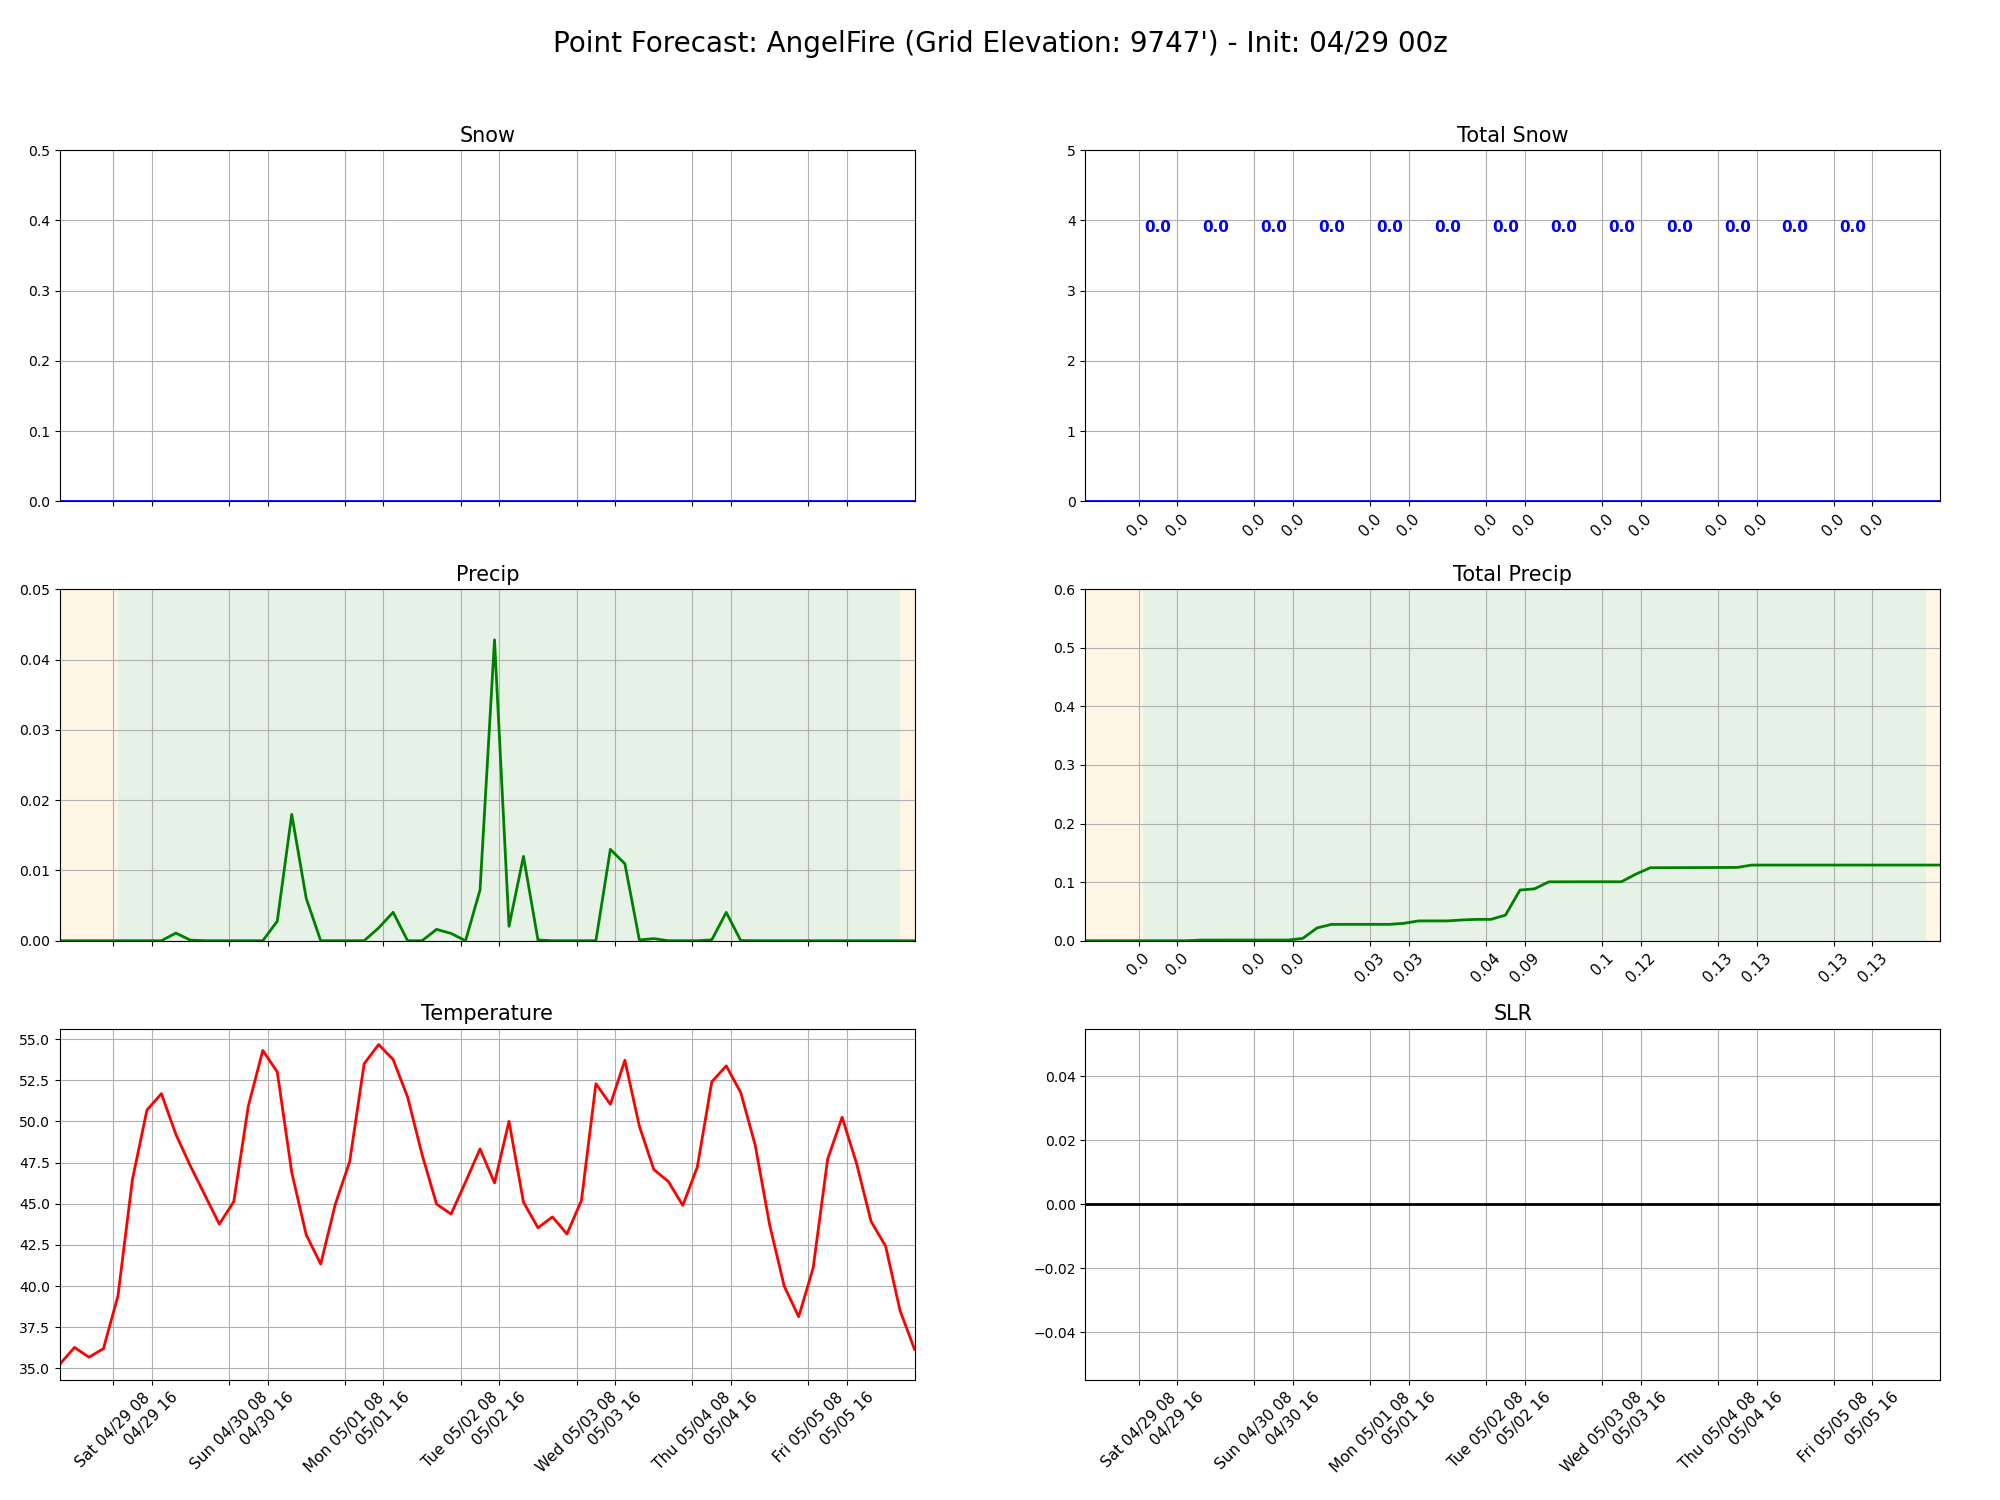 Point Forecast: AngelFire (Grid Elevation: 9747') - Init: 04/29 00z
Snow
0.5
0.4
0.3
0.2
0.1
0.0
Total Snow
5
4
3
2
1
0
0.0 0.0 0.0 0.0 0.0 0.0 0.0 0.0 0.0 0.0 0.0 0.0 0.0
0.0 0.0 0.0 0.0 0.0 0.0 0.0 0.0 0.0 0.0 0.0 0.0 0.0 0.0
Precip
0.05
0.04
0.03
0.02
0.01
0.00
Total Precip
0.6
0.5
0.4
0.3
0.2
0.1
0.0
0.0 0.0 0.0 0.0 0.03 0.03 0.04 0.09 0.1 0.12 0.13 0.13 0.13 0.13
Temperature
55.0
52.5
50.0
47.5
45.0
42.5
40.0
37.5
35.0
Sat 04/29 08
04/29 16
Sun 04/30 08
04/30 16
Mon 05/01 08
05/01 16
Tue 05/02 08
05/02 16
Wed 05/03 08
05/03 16
Thu 05/04 08
05/04 16
Fri 05/05 08
05/05 16
SLR
0.04
0.02
0.00
−0.02
−0.04
Sat 04/29 08
04/29 16
Sun 04/30 08
04/30 16
Mon 05/01 08
05/01 16
Tue 05/02 08
05/02 16
Wed 05/03 08
05/03 16
Thu 05/04 08
05/04 16
Fri 05/05 08
05/05 16